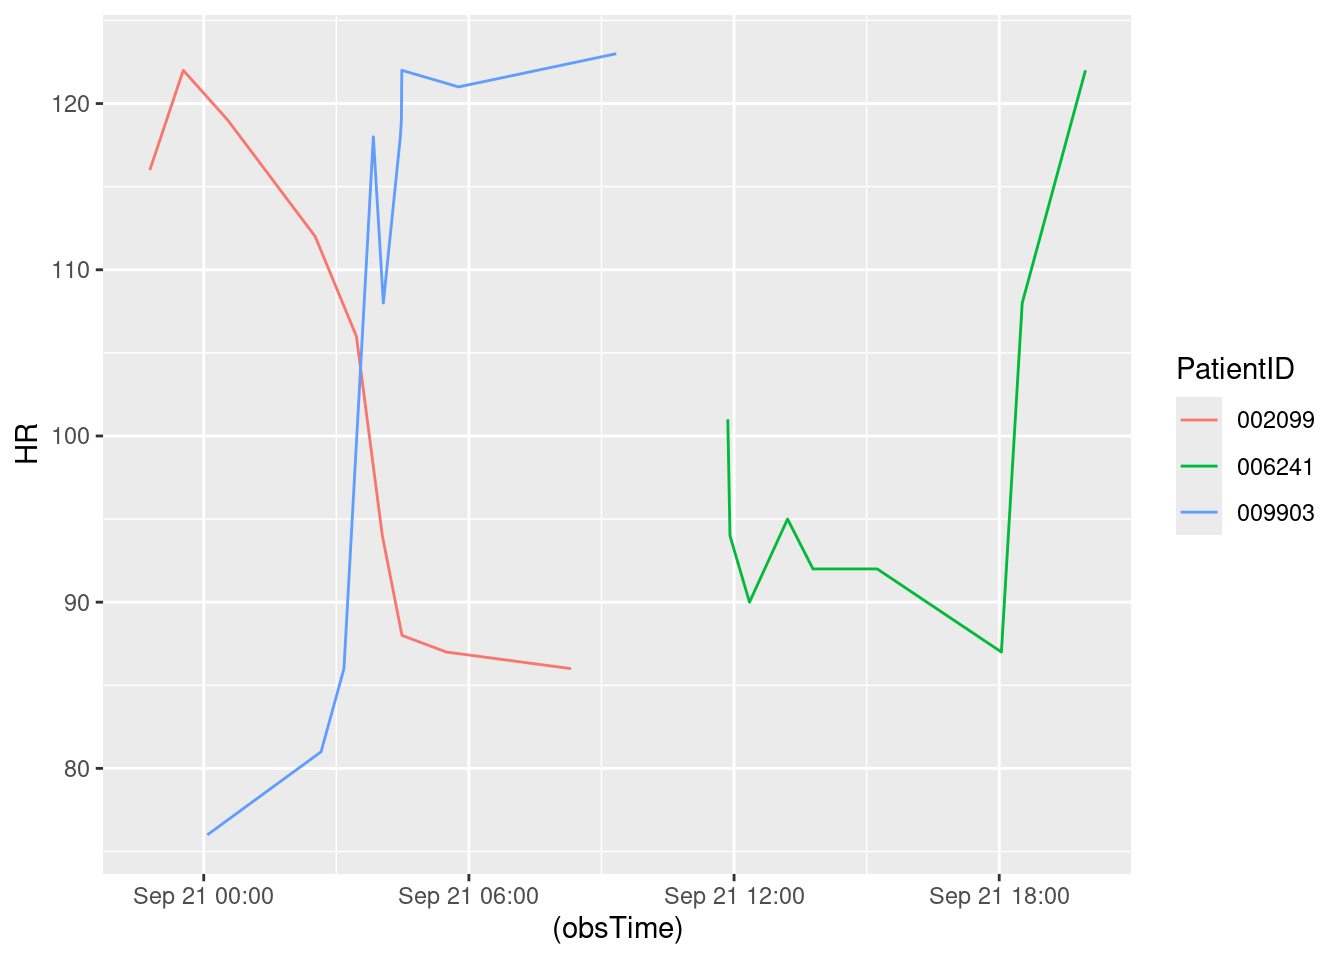 120
110
100
90
80
HR
Sep 21 00:00
Sep 21 06:00
Sep 21 12:00
Sep 21 18:00
(obsTime)
PatientID
002099
006241
009903